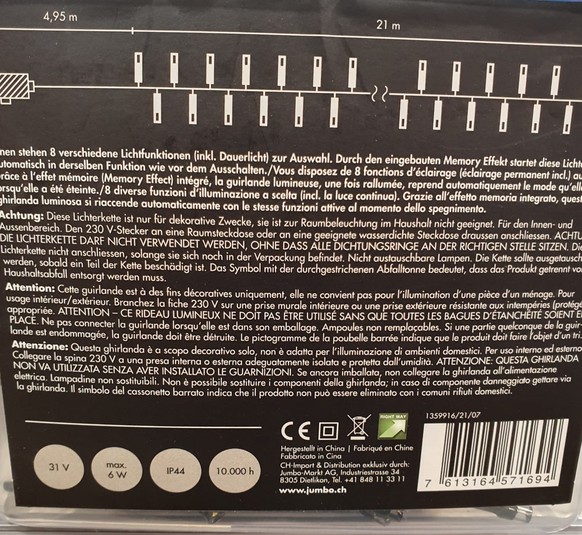 4,95 m
21 m
nen stehen 8 verschiedene Lichtfunktionen (inkl. Dauerlicht) zur Auswahl. Durch den eingebauten Memory Effekt startet diese Licht
utomatisch in derselben Funktion wie vor dem Ausschalten./Vous disposez de 8 fonctions d'éclairage (éclairage permanent incl.) au
râce à l'effet mémoire (Memory Effect) intégré, la guirlande lumineuse, une fois rallumée, reprend automatiquement le mode qu'elle
orsqu'elle a été éteinte./8 diverse funzioni d'illuminazione a scelta (incl. la luce continua). Grazie all'effetto memoria integrato, quest
ghirlanda luminosa si riaccende automaticamente con le stesse funzioni attive al momento dello spegnimento.
Achtung: Diese Lichterkette ist nur für dekorative Zwecke, sie ist zur Raumbeleuchtung im Haushalt nicht geeignet. Für den Innen- und
Aussenbereich. Den 230 V-Stecker an eine Raumsteckdose oder an eine geeignete wasserdichte Steckdose draussen anschliessen. ACHTU
DIE LICHTERKETTE DARF NICHT VERWENDET WERDEN, OHNE DASS ALLE DICHTUNGSRINGE AN DER RICHTIGEN STELLE SITZEN. Die
Lichterkette nicht anschliessen, solange sie sich noch in der Verpackung befindet. Nicht austauschbare Lampen. Die Kette sollte ausgetausch
werden, sobald ein Teil der Kette beschädigt ist. Das Symbol mit der durchgestrichenen Abfalltonne bedeutet, dass das Produkt getrennt vo
Haushaltsabfall entsorgt werden muss.
Attention: Cette guirlande est à des fins décoratives uniquement, elle ne convient pas pour l'illumination d'une pièce d'un ménage. Pour
usage intérieur/extérieur. Branchez la fiche 230 V sur une prise murale intérieure ou une prise extérieure résistante aux intempéries (protég
appropriée. ATTENTION – CE RIDEAU LUMINEUX NE DOIT PAS ÊTRE UTILISÉ SANS QUE TOUTES LES BAGUES D'ÉTANCHÉITÉ SOIENT E
PLACE. Ne pas connecter la guirlande lorsqu'elle est dans son emballage. Ampoules non remplaçables. Si une partie quelconque de la guir
lande est endommagée, la guirlande doit être détruite. Le pictogramme de la poubelle barrée indique que le produit doit faire l'objet d'un tri.
Attenzione: Questa ghirlanda è a scopo decorativo solo, non è adatta per l'illuminazione di ambienti domestici. Per uso interno ed esterno
Collegare la spina 230 V a una presa interna o esterna adeguatamente isolata e protetta dall'umidità. ATTENZIONE: QUESTA GHIRLANDA
NON VA UTILIZZATA SENZA AVER INSTALLATO LE GUARNIZIONI. Se ancora imballata, non collegare la ghirlanda all'alimentazione
elettrica. Lampadine non sostituibili. Non è possibile sostituire i componenti della ghirlanda; in caso di componente danneggiato gettare via
la ghirlanda. Il simbolo del cassonetto barrato indica che il prodotto non può essere eliminato con i comuni rifiuti domestici.
31 V
max.
6 W
IP44
10.000 h
CE
RIGHT WAY
Hergestellt in China | Fabriqué en Chine
Fabbricato in Cina
CH-Import & Distribution exklusiv durch:
Jumbo-Markt AG, Industriestrasse 34
8305 Dietlikon, Tel. +41 848 11 33 11
www.jumbo.ch
1359916/21/07
7 613164 571694